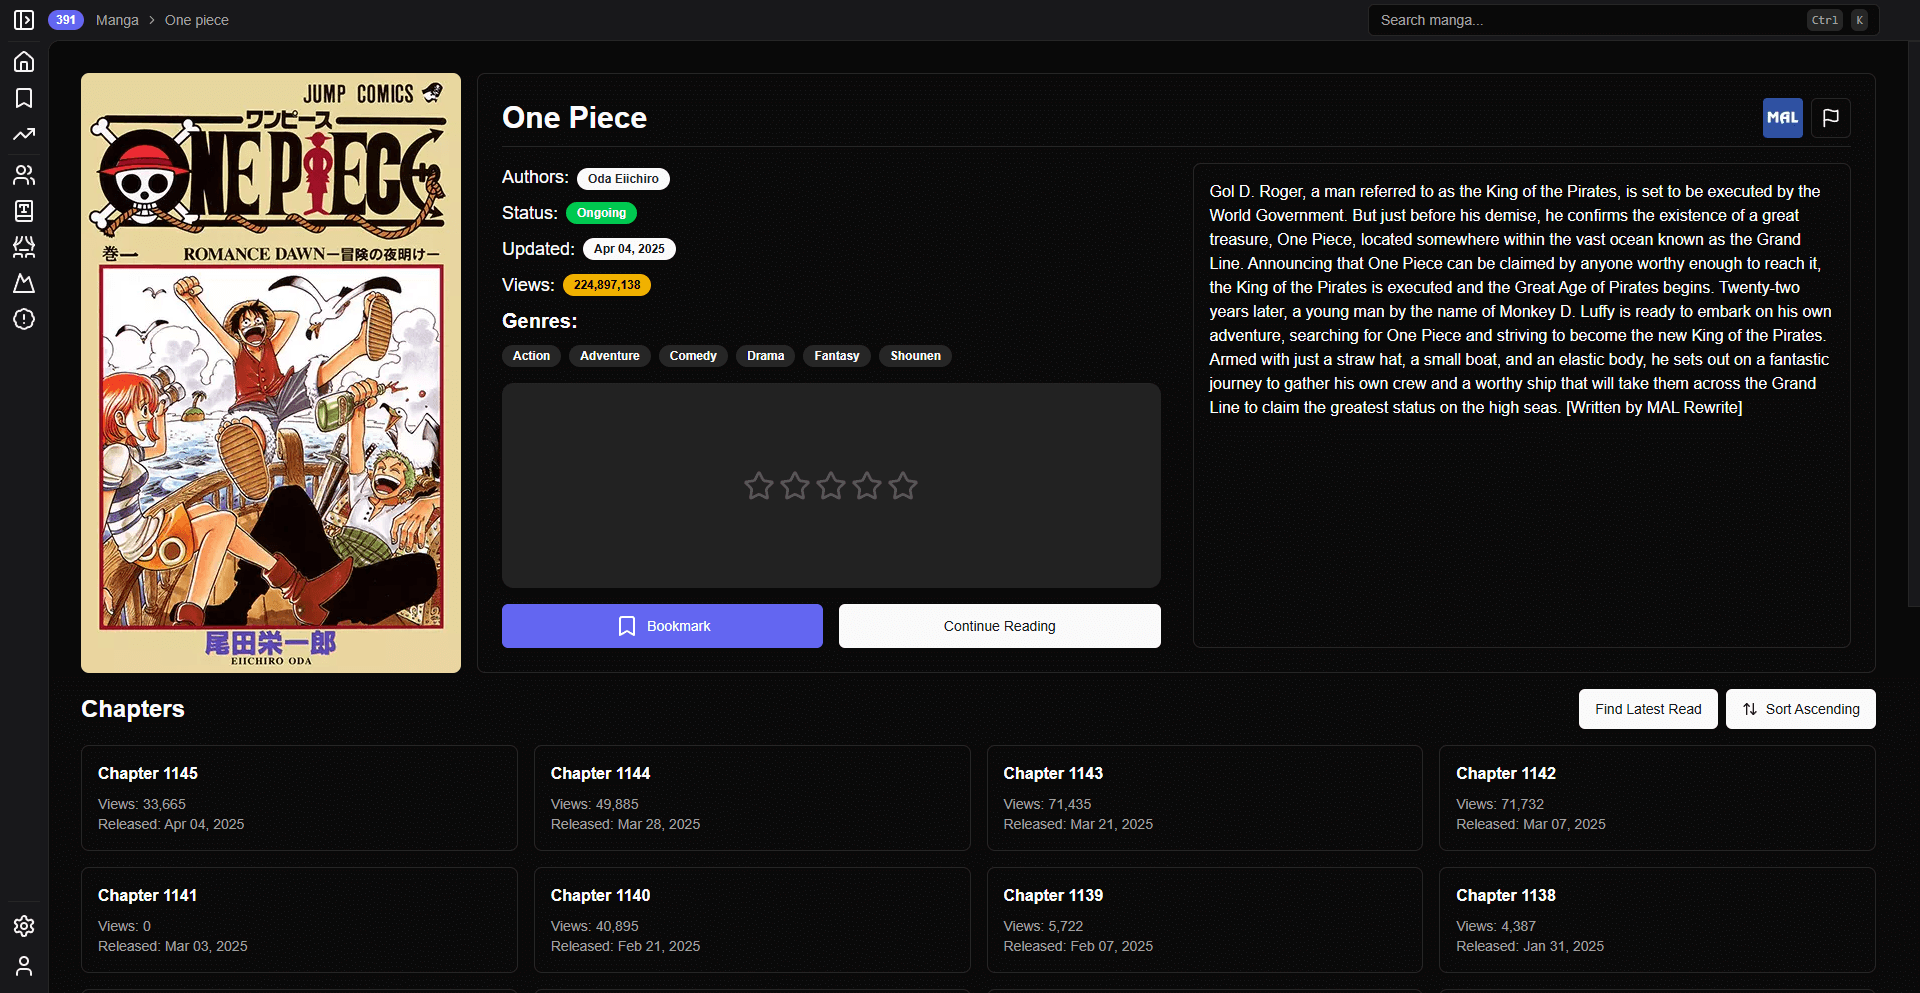 391 Manga > One piece
Search manga... Ctrl K
JUMP COMICS
ワンピース
ONE PIECE
巻一 ROMANCE DAWN—冒険の夜明け—
尾田栄一郎
EIICHIRO ODA
One Piece
MAL
Authors: Oda Eiichiro
Status: Ongoing
Updated: Apr 04, 2025
Views: 224,897,138
Genres:
Action Adventure Comedy Drama Fantasy Shounen
Bookmark Continue Reading
Gol D. Roger, a man referred to as the King of the Pirates, is set to be executed by the
World Government. But just before his demise, he confirms the existence of a great
treasure, One Piece, located somewhere within the vast ocean known as the Grand
Line. Announcing that One Piece can be claimed by anyone worthy enough to reach it,
the King of the Pirates is executed and the Great Age of Pirates begins. Twenty-two
years later, a young man by the name of Monkey D. Luffy is ready to embark on his own
adventure, searching for One Piece and striving to become the new King of the Pirates.
Armed with just a straw hat, a small boat, and an elastic body, he sets out on a fantastic
journey to gather his own crew and a worthy ship that will take them across the Grand
Line to claim the greatest status on the high seas. [Written by MAL Rewrite]
Chapters
Find Latest Read Sort Ascending
Chapter 1145
Views: 33,665
Released: Apr 04, 2025
Chapter 1144
Views: 49,885
Released: Mar 28, 2025
Chapter 1143
Views: 71,435
Released: Mar 21, 2025
Chapter 1142
Views: 71,732
Released: Mar 07, 2025
Chapter 1141
Views: 0
Released: Mar 03, 2025
Chapter 1140
Views: 40,895
Released: Feb 21, 2025
Chapter 1139
Views: 5,722
Released: Feb 07, 2025
Chapter 1138
Views: 4,387
Released: Jan 31, 2025